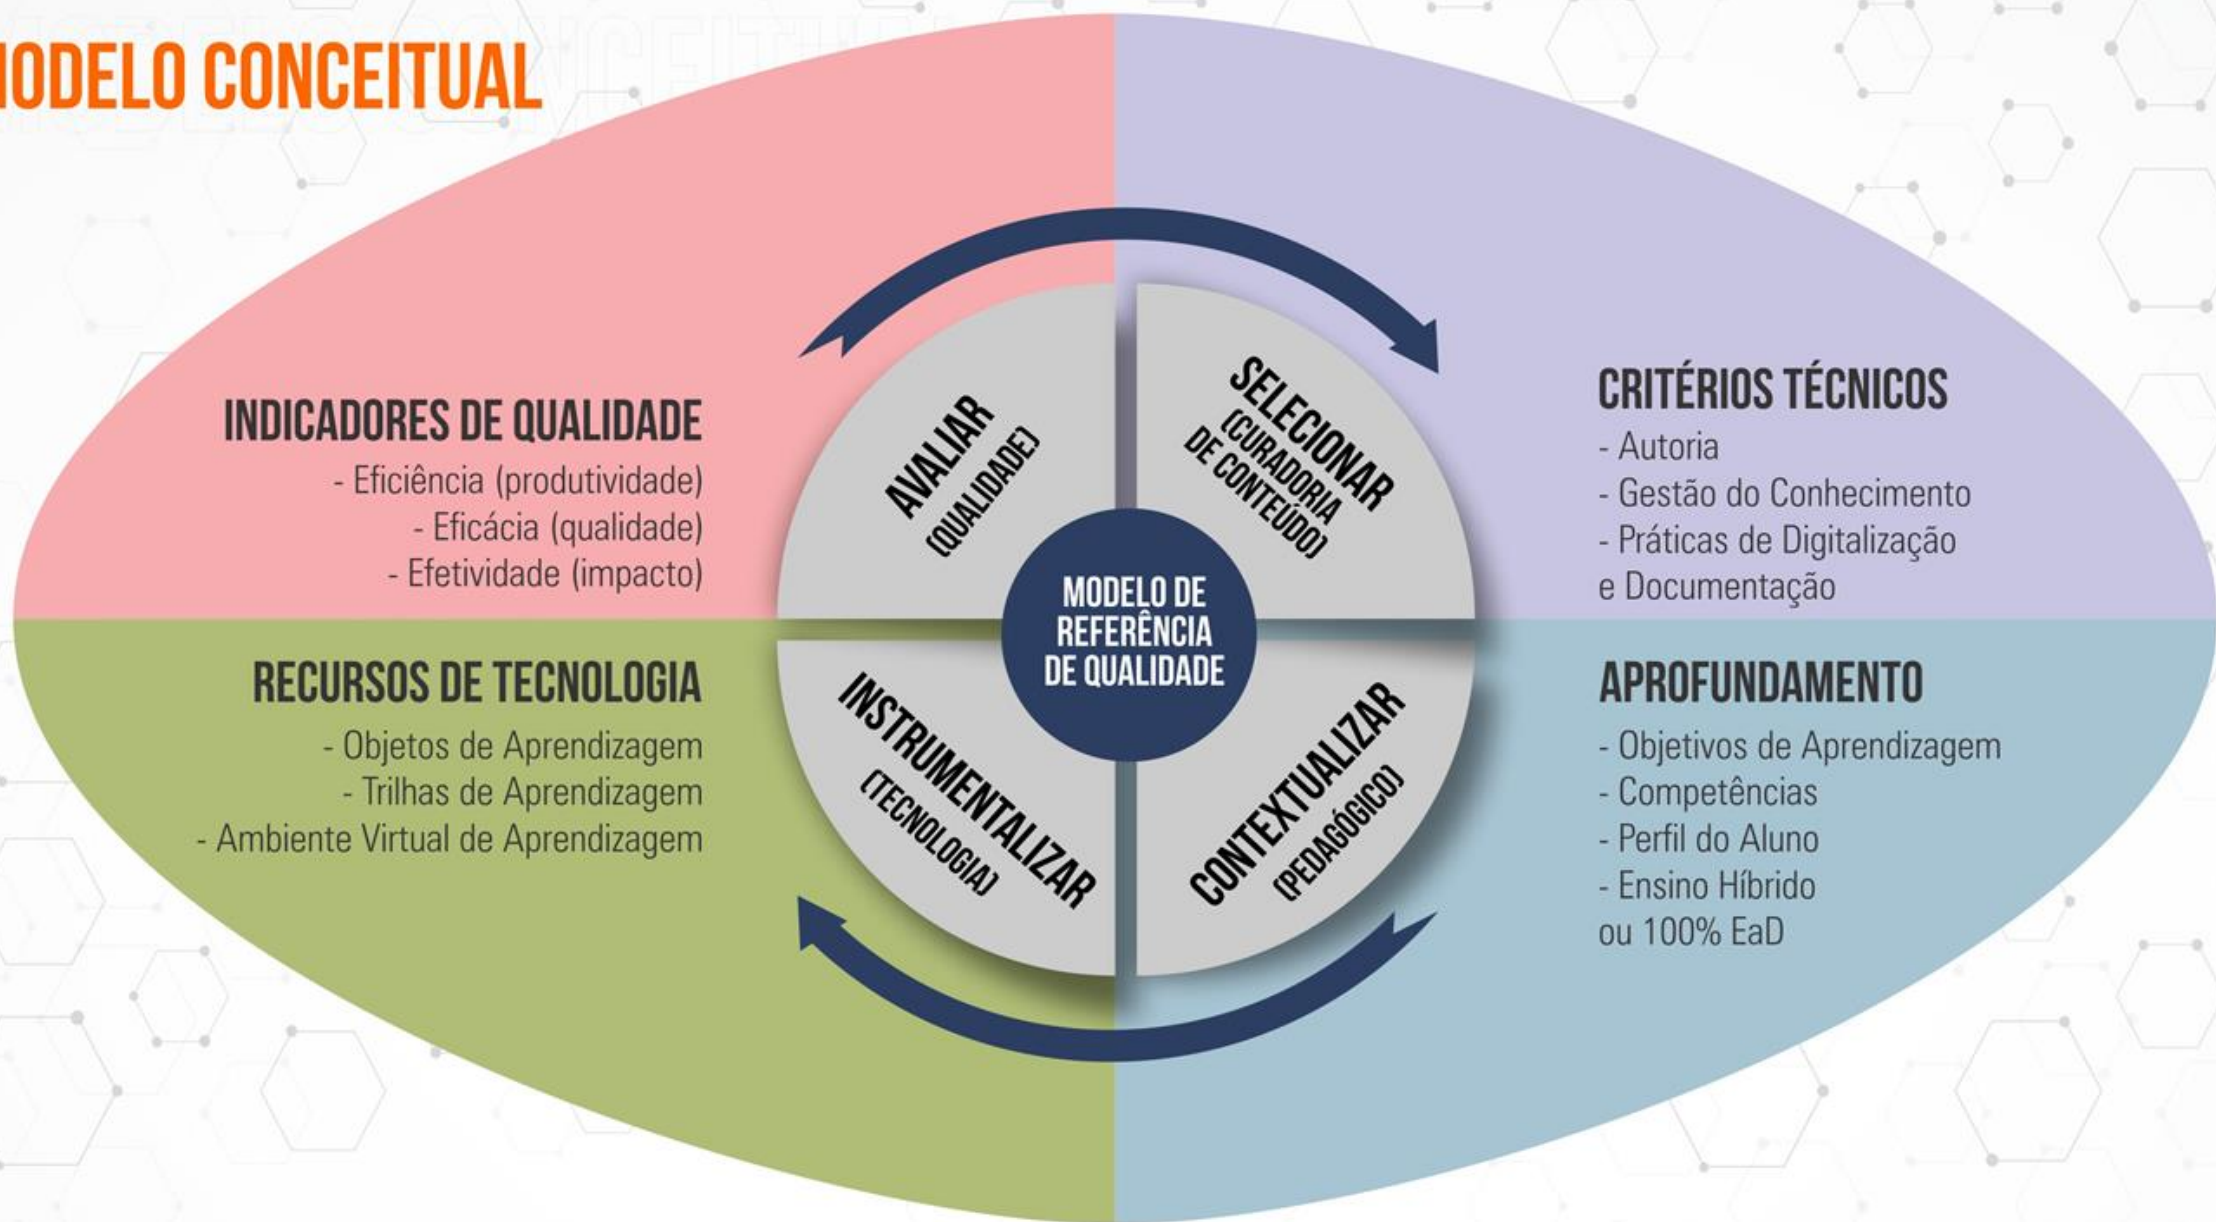 ODELO CONCEITUAL
INDICADORES DE QUALIDADE
- Eficiência (produtividade)
- Eficácia (qualidade)
- Efetividade (impacto)
AVALIAR
(QUALIDADE)
SELECIONAR
(CURADORIA
DE CONTEÚDO)
CRITÉRIOS TÉCNICOS
- Autoria
- Gestão do Conhecimento
- Práticas de Digitalização
e Documentação
MODELO DE
REFERÊNCIA
DE QUALIDADE
RECURSOS DE TECNOLOGIA
- Objetos de Aprendizagem
- Trilhas de Aprendizagem
- Ambiente Virtual de Aprendizagem
INSTRUMENTALIZAR
(TECNOLOGIA)
CONTEXTUALIZAR
(PEDAGÓGICO)
APROFUNDAMENTO
- Objetivos de Aprendizagem
- Competências
- Perfil do Aluno
- Ensino Híbrido
ou 100% EaD